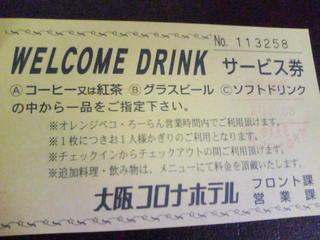 No. 113258
WELCOME DRINK サービス券
Ⓐコーヒー又は紅茶 Ⓑグラスビール Ⓒソフトドリンク
の中から一品をご指定下さい。
※オレンジペコ・ろーらん営業時間内でご利用頂けます。
※1枚につきお1人様かぎりのご利用となります。
※チェックインからチェックアウトの間ご利用頂けます。
※追加料理・飲み物は、メニューにて料金を頂戴いたします。
大阪コロナホテル フロント課
営業課